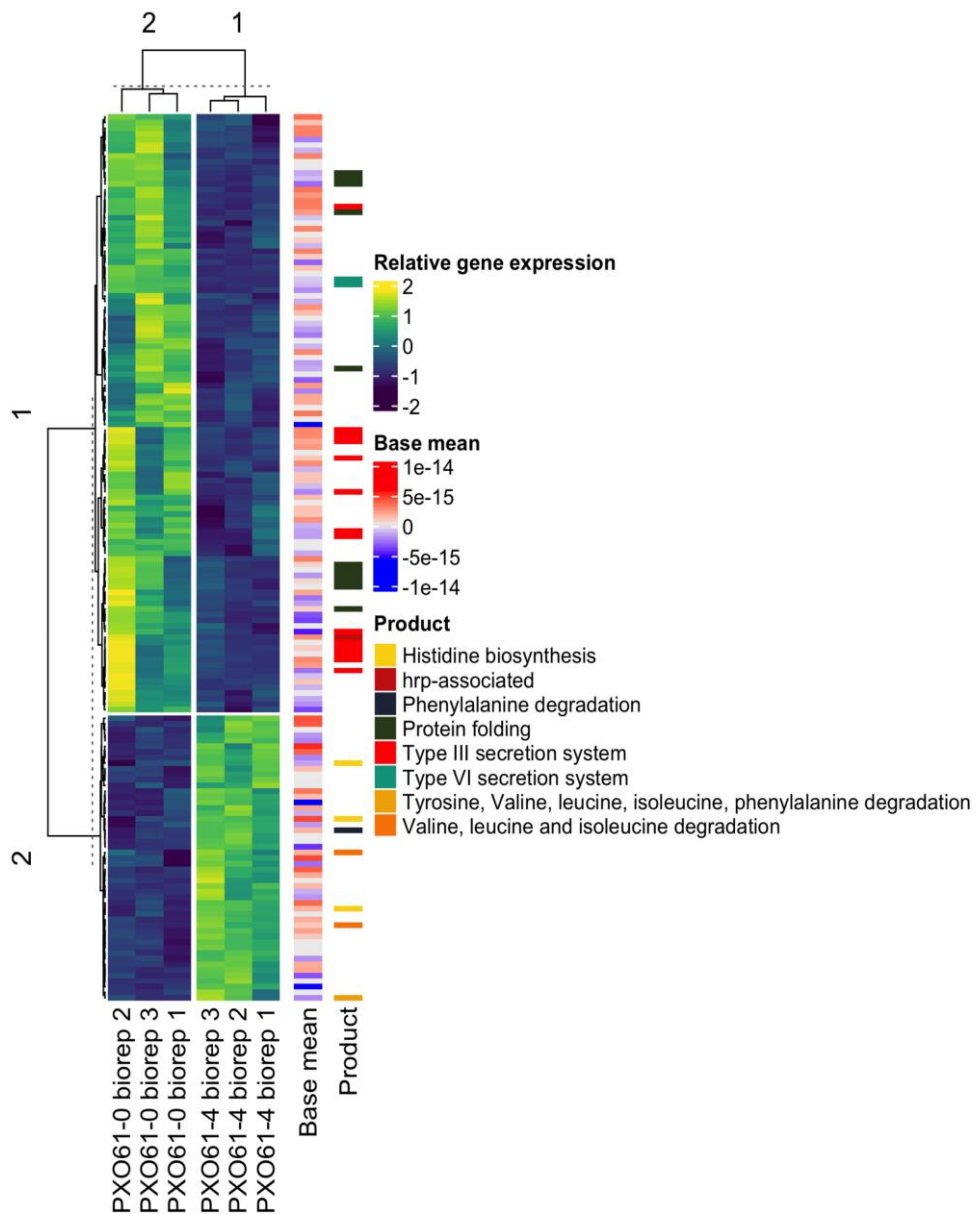 2 1
Relative gene expression
2
1
0
-1
-2
Base mean
1e-14
5e-15
0
-5e-15
-1e-14
Product
Histidine biosynthesis
hrp-associated
Phenylalanine degradation
Protein folding
Type III secretion system
Type VI secretion system
Tyrosine, Valine, leucine, isoleucine, phenylalanine degradation
Valine, leucine and isoleucine degradation
1
2
PXO61-0 biorep 2
PXO61-0 biorep 3
PXO61-0 biorep 1
PXO61-4 biorep 3
PXO61-4 biorep 2
PXO61-4 biorep 1
Base mean
Product